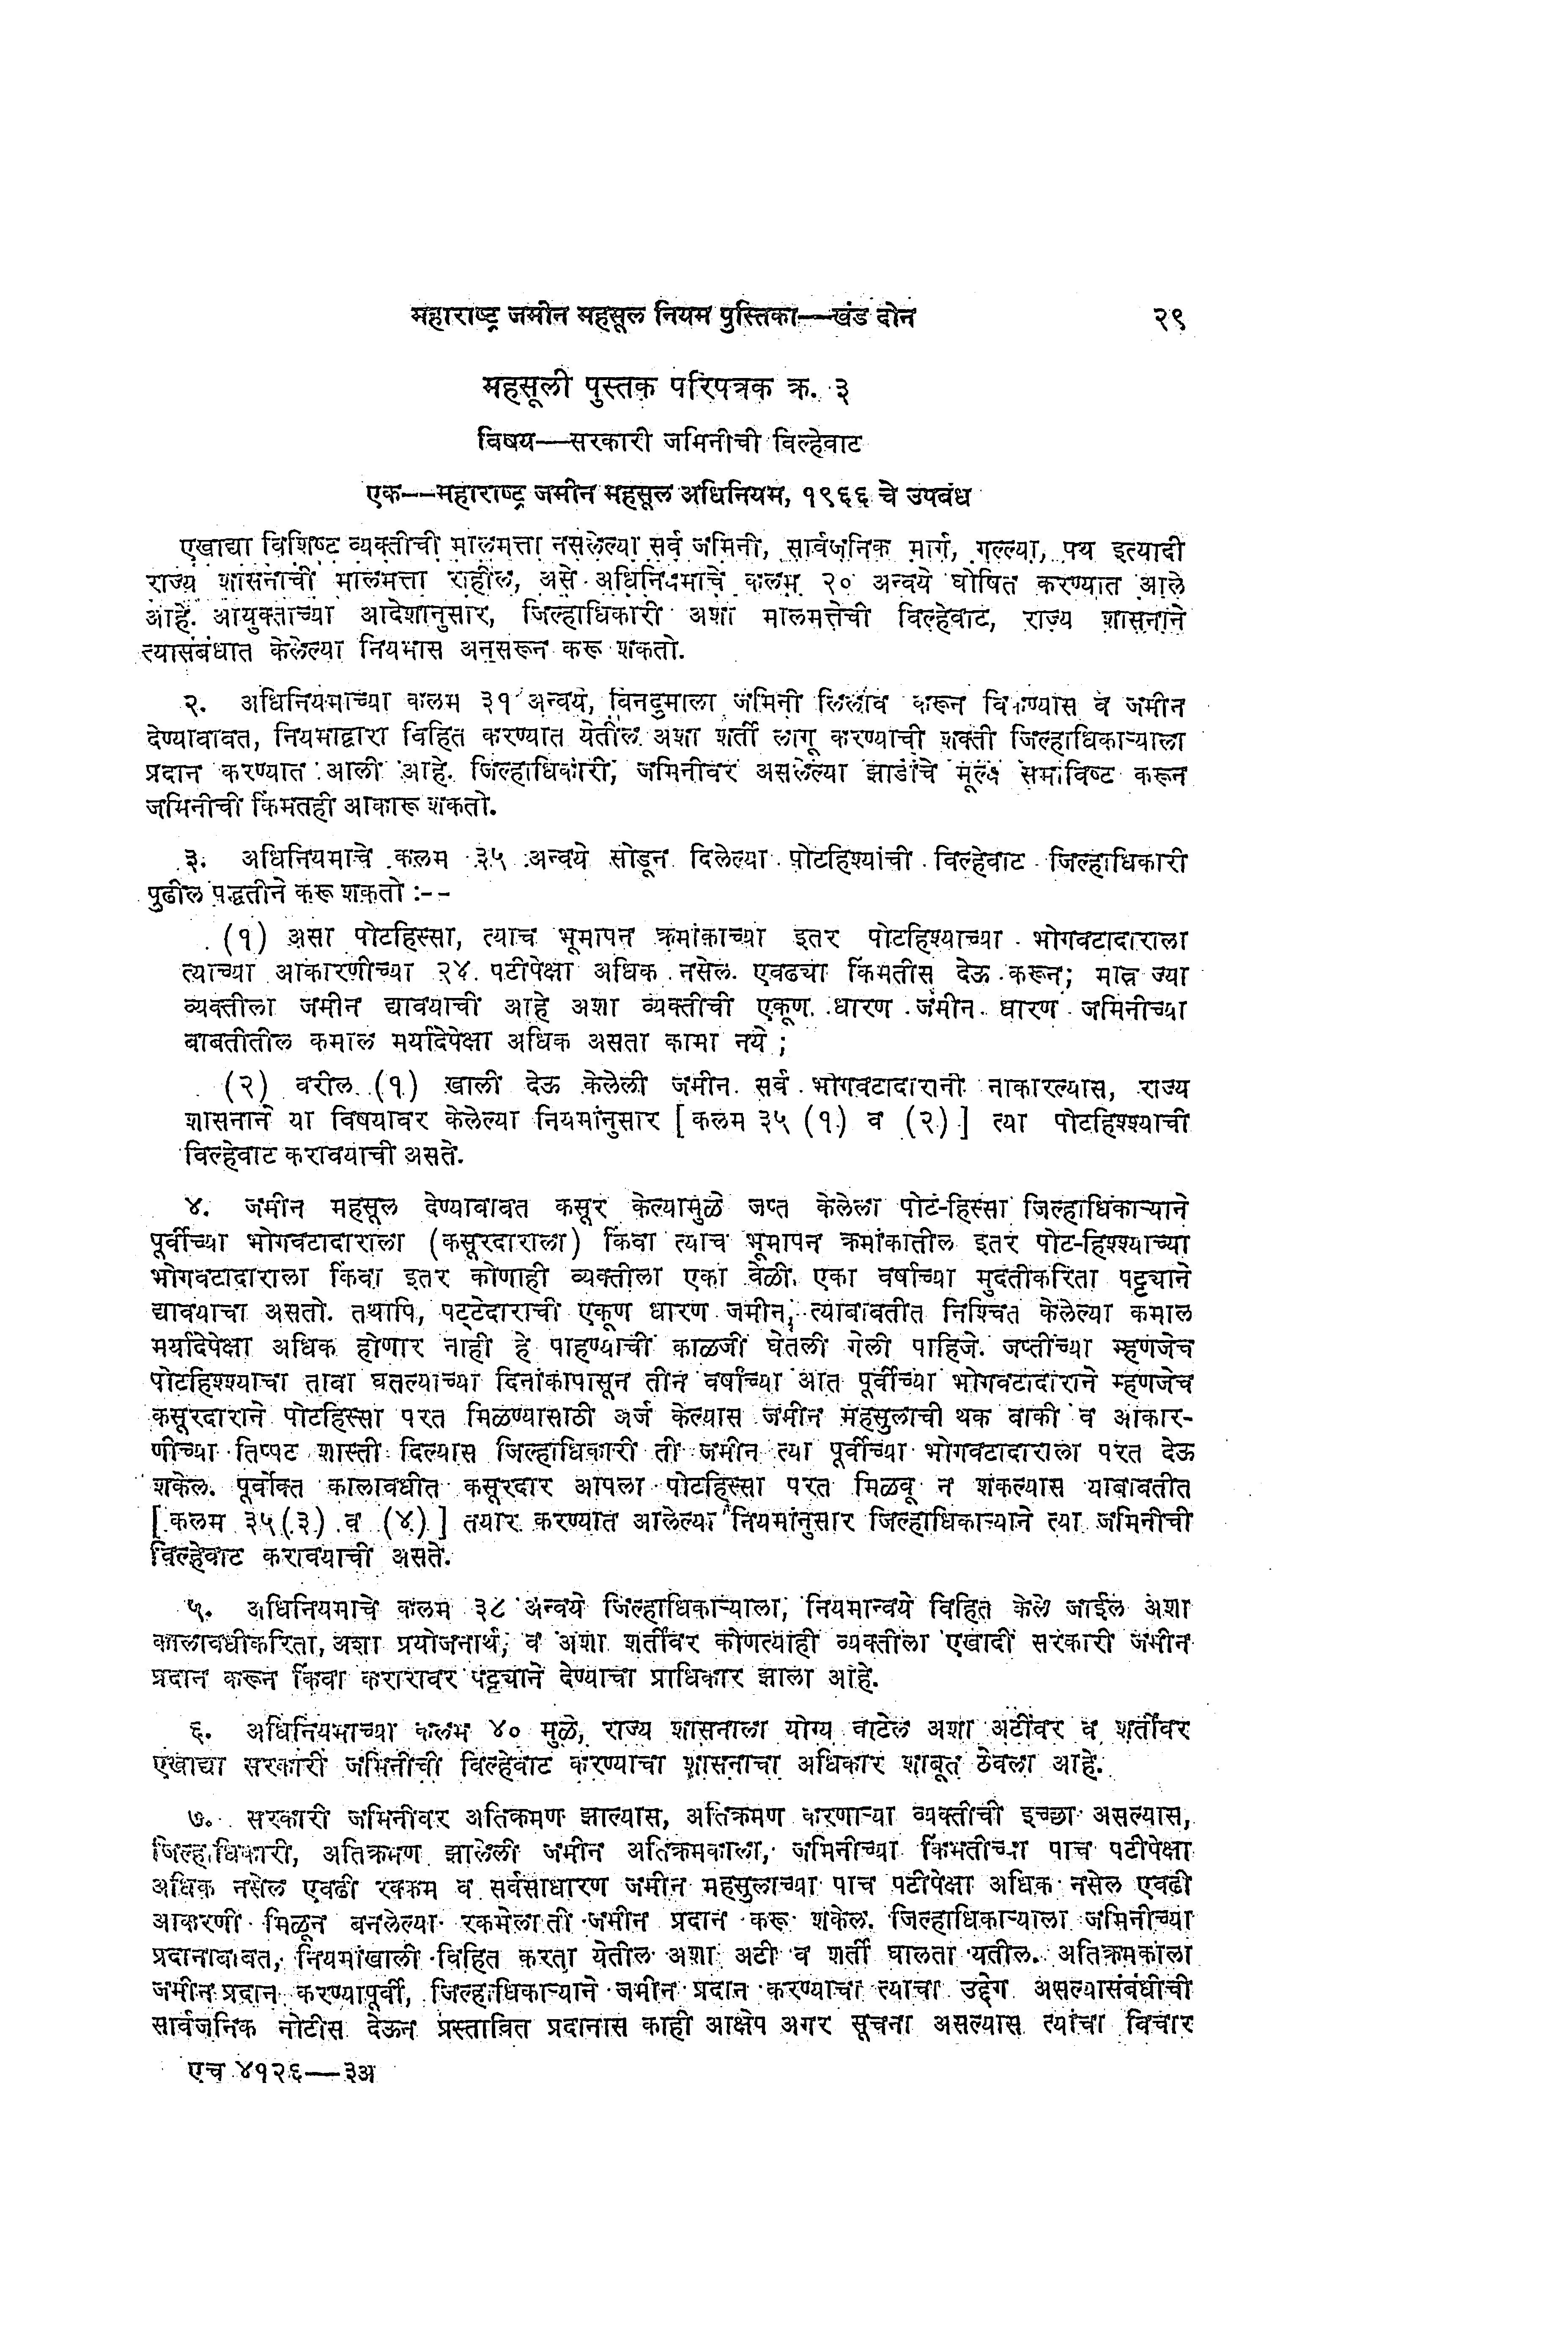 महाराष्ट्र जमीन महसूल नियम पुस्तिका—खंड दोन २९
महसूली पुस्तक परिपत्रक क्र. ३
विषय—सरकारी जमिनीची विल्हेवाट
एक--महाराष्ट्र जमीन महसूल अधिनियम, १९६६ चे उपबंध
एखाद्या विशिष्ट व्यक्तीची मालमत्ता नसलेल्या सर्व जमिनी, सार्वजनिक मार्ग, गल्ल्या, पथ इत्यादी
राज्य शासनाची मालमत्ता राहील, असे अधिनियमाचे कलम २० अन्वये घोषित करण्यात आले
आहे. आयुक्ताच्या आदेशानुसार, जिल्हाधिकारी अशा मालमत्तेची विल्हेवाट, राज्य शासनाने
त्यासंबंधात केलेल्या नियमास अनुसरून करू शकतो.
२. अधिनियमाच्या कलम ३१ अन्वये, बिनदुमाला जमिनी लिलाव करून विकण्यास व जमीन
देण्याबाबत, नियमाद्वारा विहित करण्यात येतील अशा शर्ती लागू करण्याची शक्ती जिल्हाधिकाऱ्याला
प्रदान करण्यात आली आहे. जिल्हाधिकारी, जमिनीवर असलेल्या झाडांचे मूल्य समाविष्ट करून
जमिनीची किंमतही आकारू शकतो.
३. अधिनियमाचे कलम ३५ अन्वये सोडून दिलेल्या पोटहिश्यांची विल्हेवाट जिल्हाधिकारी
पुढील पद्धतीने करू शकतो :--
(१) असा पोटहिस्सा, त्याच भूमापन क्रमांकाच्या इतर पोटहिश्याच्या भोगवटादाराला
त्याच्या आकारणीच्या २४ पटीपेक्षा अधिक नसेल एवढ्या किंमतीस देऊ करून; मात्र ज्या
व्यक्तीला जमीन द्यावयाची आहे अशा व्यक्तीची एकूण धारण जमीन धारण जमिनीच्या
बाबतीतील कमाल मर्यादेपेक्षा अधिक असता कामा नये ;
(२) वरील (१) खाली देऊ केलेली जमीन सर्व भोगवटादारांनी नाकारल्यास, राज्य
शासनाने या विषयावर केलेल्या नियमांनुसार [ कलम ३५ (१) व (२) ] त्या पोटहिश्श्याची
विल्हेवाट करावयाची असते.
४. जमीन महसूल देण्याबाबत कसूर केल्यामुळे जप्त केलेला पोट-हिस्सा जिल्हाधिकाऱ्याने
पूर्वीच्या भोगवटादाराला (कसूरदाराला) किंवा त्याच भूमापन क्रमांकातील इतर पोट-हिश्श्याच्या
भोगवटादाराला किंवा इतर कोणाही व्यक्तीला एका वेळी एका वर्षाच्या मुदतीकरिता पट्ट्याने
द्यावयाचा असतो. तथापि, पट्टेदाराची एकूण धारण जमीन, त्याबाबतीत निश्चित केलेल्या कमाल
मर्यादेपेक्षा अधिक होणार नाही हे पाहण्याची काळजी घेतली गेली पाहिजे. जप्तीच्या म्हणजेच
पोटहिश्श्याचा ताबा घेतल्याच्या दिनांकापासून तीन वर्षांच्या आत पूर्वीच्या भोगवटादाराने म्हणजेच
कसूरदाराने पोटहिस्सा परत मिळण्यासाठी अर्ज केल्यास जमीन महसुलाची थक बाकी व आकार-
णीच्या तिप्पट शास्ती दिल्यास जिल्हाधिकारी ती जमीन त्या पूर्वीच्या भोगवटादाराला परत देऊ
शकेल. पूर्वोक्त कालावधीत कसूरदार आपला पोटहिस्सा परत मिळवू न शकल्यास याबाबतीत
[ कलम ३५(३) व (४) ] तयार करण्यात आलेल्या नियमांनुसार जिल्हाधिकाऱ्याने त्या जमिनीची
विल्हेवाट करावयाची असते.
५. अधिनियमाचे कलम ३८ अन्वये जिल्हाधिकाऱ्याला, नियमान्वये विहित केले जाईल अशा
कालावधीकरिता, अशा प्रयोजनार्थ, व अशा शर्तीवर कोणत्याही व्यक्तीला एखादी सरकारी जमीन
प्रदान करून किंवा करारावर पट्ट्याने देण्याचा प्राधिकार झाला आहे.
६. अधिनियमाच्या कलम ४० मुळे, राज्य शासनाला योग्य वाटेल अशा अटींवर व शर्तींवर
एखाद्या सरकारी जमिनीची विल्हेवाट करण्याचा शासनाचा अधिकार शाबूत ठेवला आहे.
७. सरकारी जमिनीवर अतिक्रमण झाल्यास, अतिक्रमण करणाऱ्या व्यक्तीची इच्छा असल्यास,
जिल्हाधिकारी, अतिक्रमण झालेली जमीन अतिक्रमकाला, जमिनीच्या किंमतीच्या पाच पटीपेक्षा
अधिक नसेल एवढी रक्कम व सर्वसाधारण जमीन महसुलाच्या पाच पटीपेक्षा अधिक नसेल एवढी
आकरणी मिळून बनलेल्या रकमेला ती जमीन प्रदान करू शकेल. जिल्हाधिकाऱ्याला जमिनीच्या
प्रदानाबाबत, नियमांखाली विहित करता येतील अशा अटी व शर्ती घालता येतील. अतिक्रमकाला
जमीन प्रदान करण्यापूर्वी, जिल्हाधिकाऱ्याने जमीन प्रदान करण्याचा त्याचा उद्देग असल्यासंबंधीची
सार्वजनिक नोटीस देऊन प्रस्तावित प्रदानास काही आक्षेप अगर सूचना असल्यास त्यांचा विचार
एच ४१२६—३अ